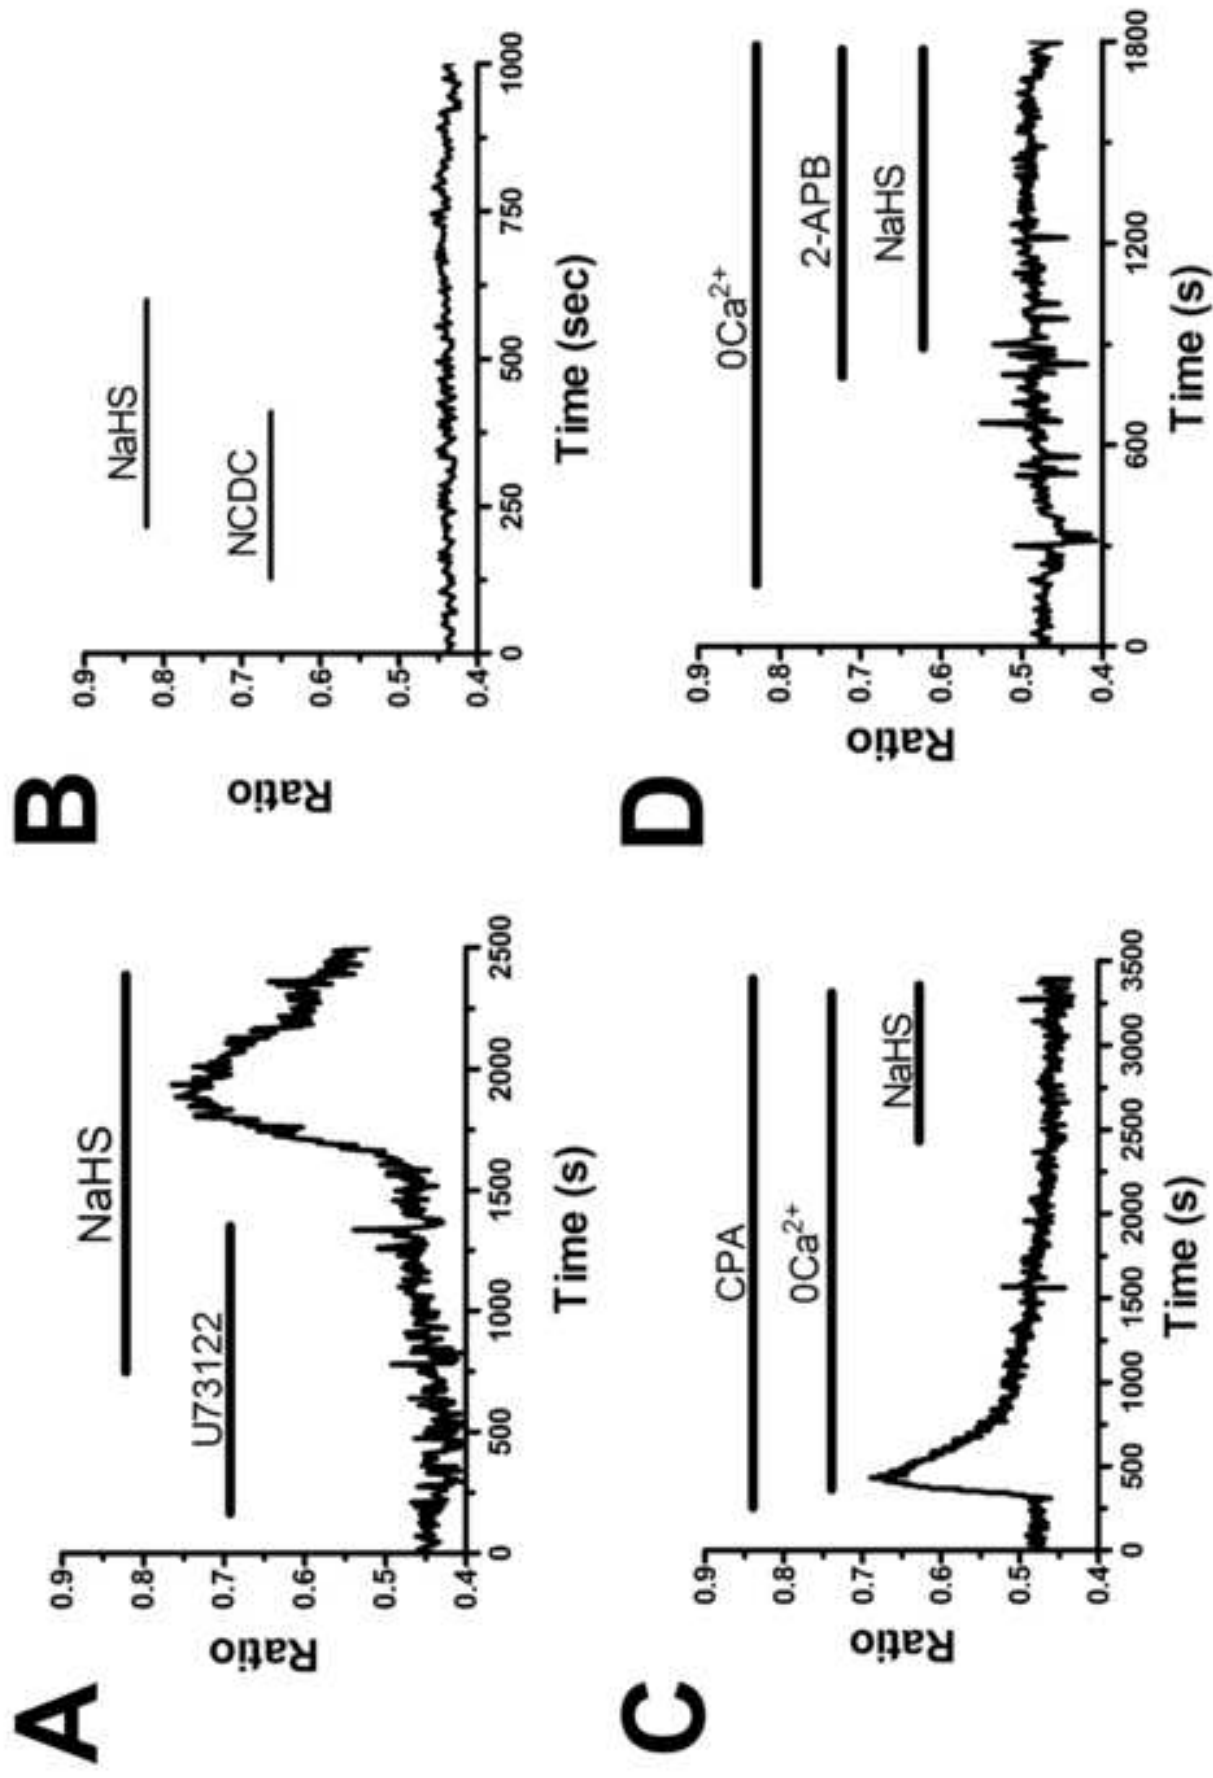 A
NaHS
U73122
Ratio
0.9
0.8
0.7
0.6
0.5
0.4
0 500 1000 1500 2000 2500
Time (s)
B
NaHS
NCDC
Ratio
0.9
0.8
0.7
0.6
0.5
0.4
0 250 500 750 1000
Time (sec)
C
CPA
0Ca²⁺
NaHS
Ratio
0.9
0.8
0.7
0.6
0.5
0.4
0 500 1000 1500 2000 2500 3000 3500
Time (s)
D
0Ca²⁺
2-APB
NaHS
Ratio
0.9
0.8
0.7
0.6
0.5
0.4
0 600 1200 1800
Time (s)